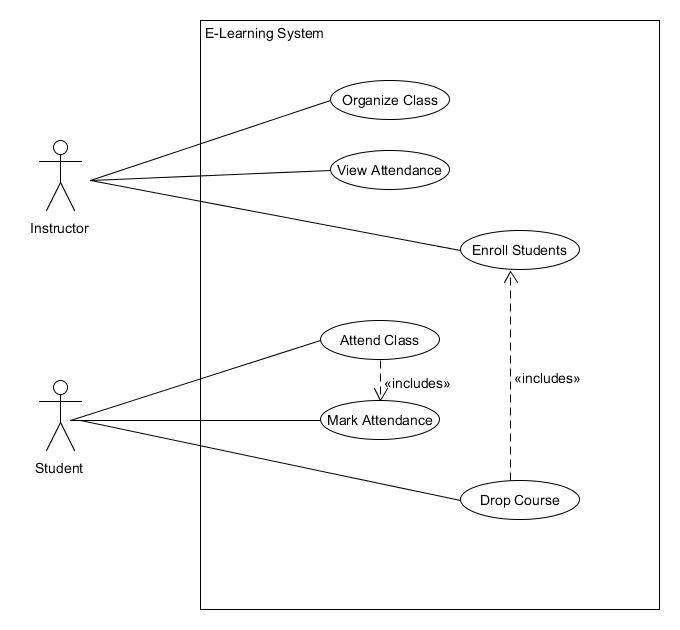 E-Learning System
Organize Class
View Attendance
Instructor
Enroll Students
Attend Class
«includes»
«includes»
Mark Attendance
Student
Drop Course